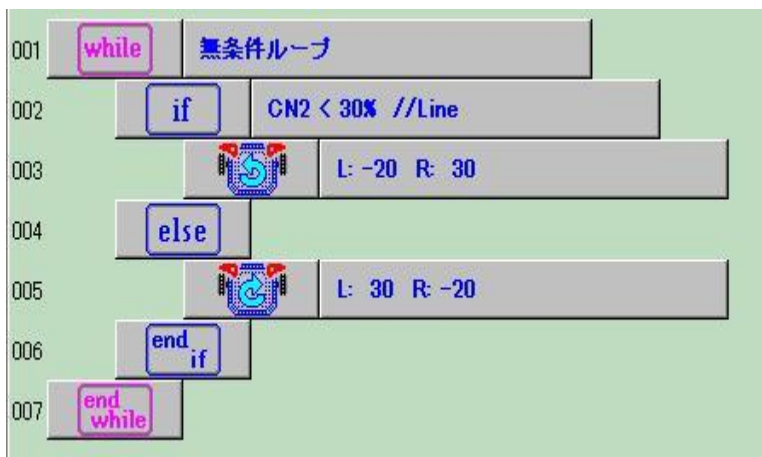 001 while 無条件ループ
002 if CN2 < 30% //Line
003 L: -20 R: 30
004 else
005 L: 30 R: -20
006 end if
007 end while